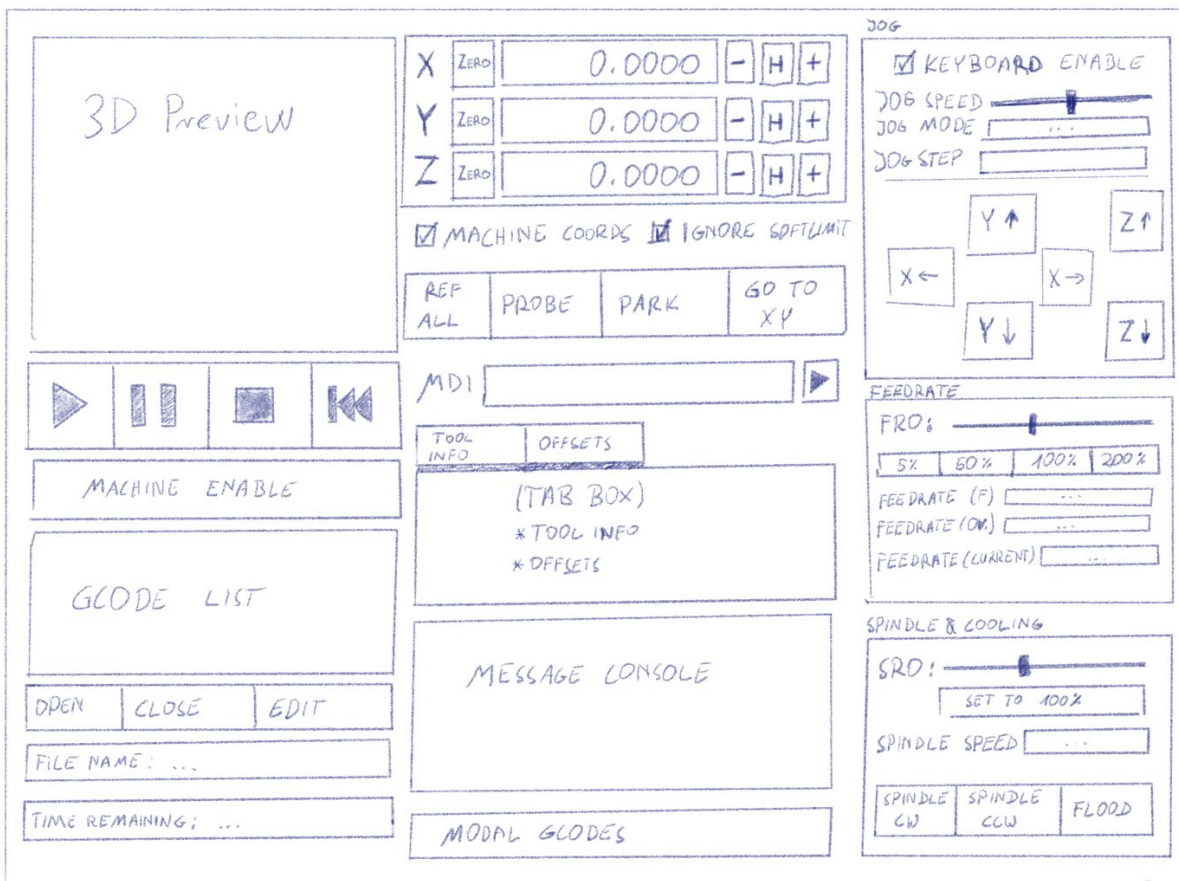 3D Preview
MACHINE ENABLE
GCODE LIST
OPEN CLOSE EDIT
FILE NAME: ...
TIME REMAINING: ...
X ZERO 0.0000 - H +
Y ZERO 0.0000 - H +
Z ZERO 0.0000 - H +
MACHINE COORDS IGNORE SOFTLIMIT
REF
ALL
PROBE
PARK
GO TO
XY
MDI
TOOL
INFO
OFFSETS
(TAB BOX)
* TOOL INFO
* OFFSETS
MESSAGE CONSOLE
MODAL GCODES
JOG
KEYBOARD ENABLE
JOG SPEED
JOG MODE ...
JOG STEP
Y ↑ Z ↑
X ← X →
Y ↓ Z ↓
FEEDRATE
FRO:
5% 50% 100% 200%
FEEDRATE (F) ...
FEEDRATE (OV.) ...
FEEDRATE (CURRENT) ...
SPINDLE & COOLING
SRO:
SET TO 100%
SPINDLE SPEED ...
SPINDLE
CW
SPINDLE
CCW
FLOOD